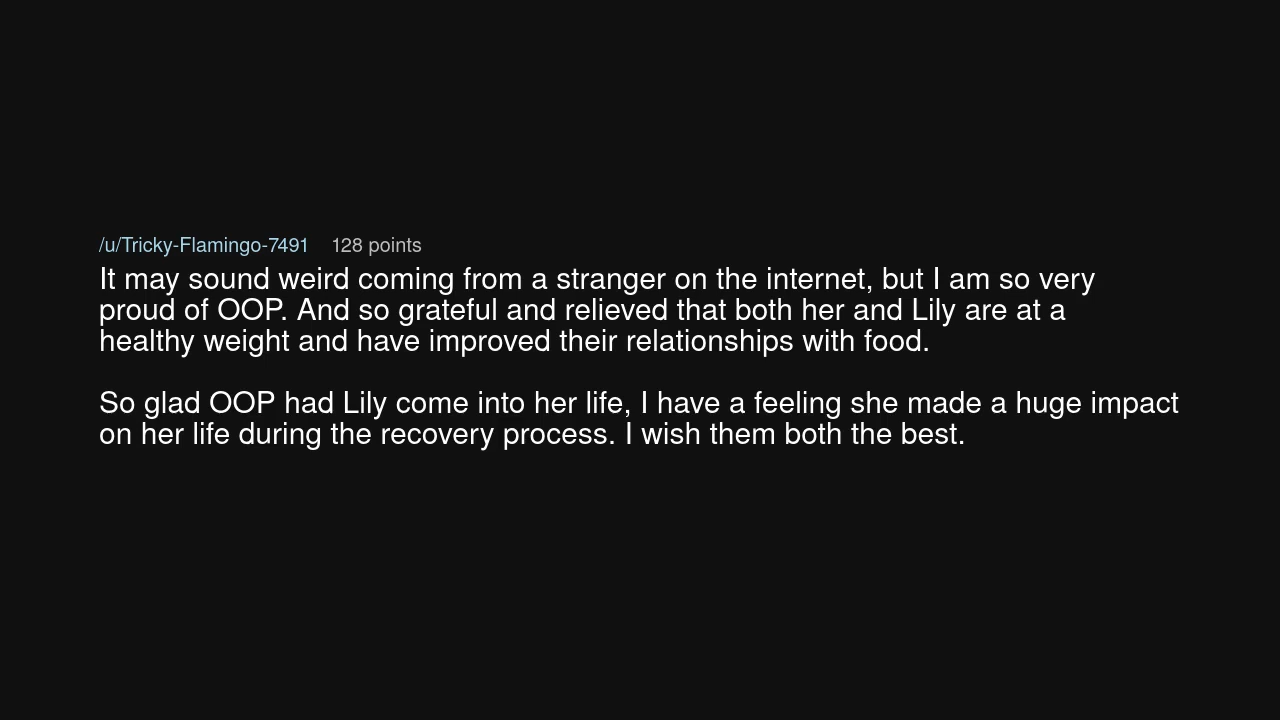 /u/Tricky-Flamingo-7491 128 points
It may sound weird coming from a stranger on the internet, but I am so very
proud of OOP. And so grateful and relieved that both her and Lily are at a
healthy weight and have improved their relationships with food.
So glad OOP had Lily come into her life, I have a feeling she made a huge impact
on her life during the recovery process. I wish them both the best.